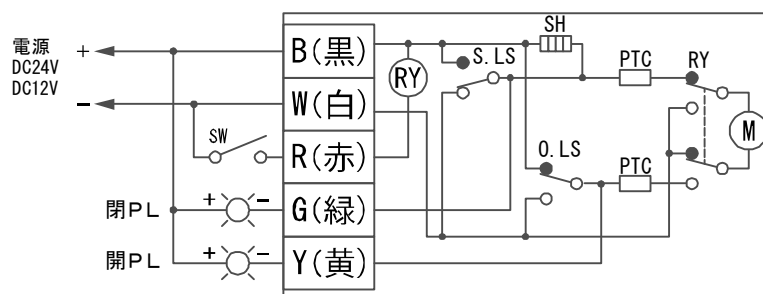 電源
DC24V
DC12V
+
−
SW
閉PL
+
−
開PL
+
−
B(黒)
W(白)
R(赤)
G(緑)
Y(黄)
RY
S.LS
SH
O.LS
PTC
PTC
RY
M